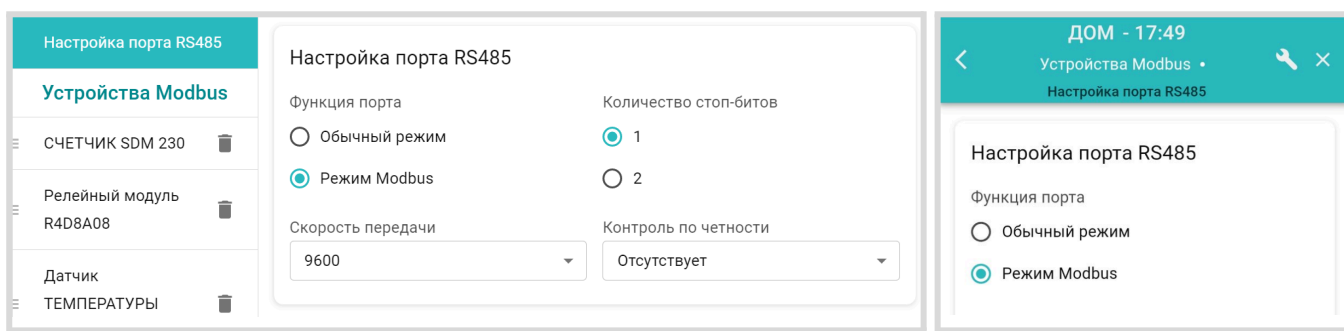 Настройка порта RS485
Устройства Modbus
СЧЕТЧИК SDM 230
Релейный модуль
R4D8A08
Датчик
ТЕМПЕРАТУРЫ
Настройка порта RS485
Функция порта
Обычный режим
Режим Modbus
Количество стоп-битов
1
2
Скорость передачи
9600
Контроль по четности
Отсутствует
ДОМ - 17:49
Устройства Modbus •
Настройка порта RS485
Настройка порта RS485
Функция порта
Обычный режим
Режим Modbus